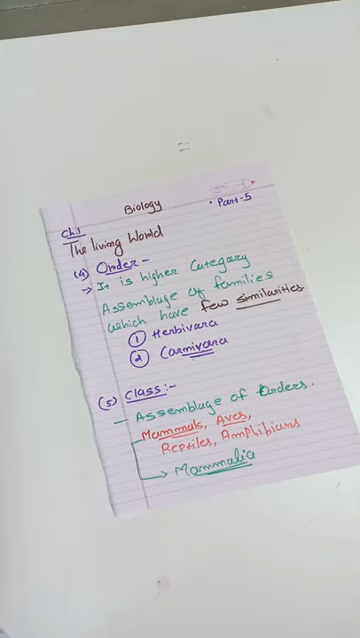 Biology
• Part-5
Ch.1
The living World
(4) Order -
→ It is higher Category
Assemblage of families
which have few similarities
① Herbivara
② Carnivara
(5) Class:-
— Assemblage of Orders.
Mammals, Aves,
Reptiles, Amphibians
→ Mammalia